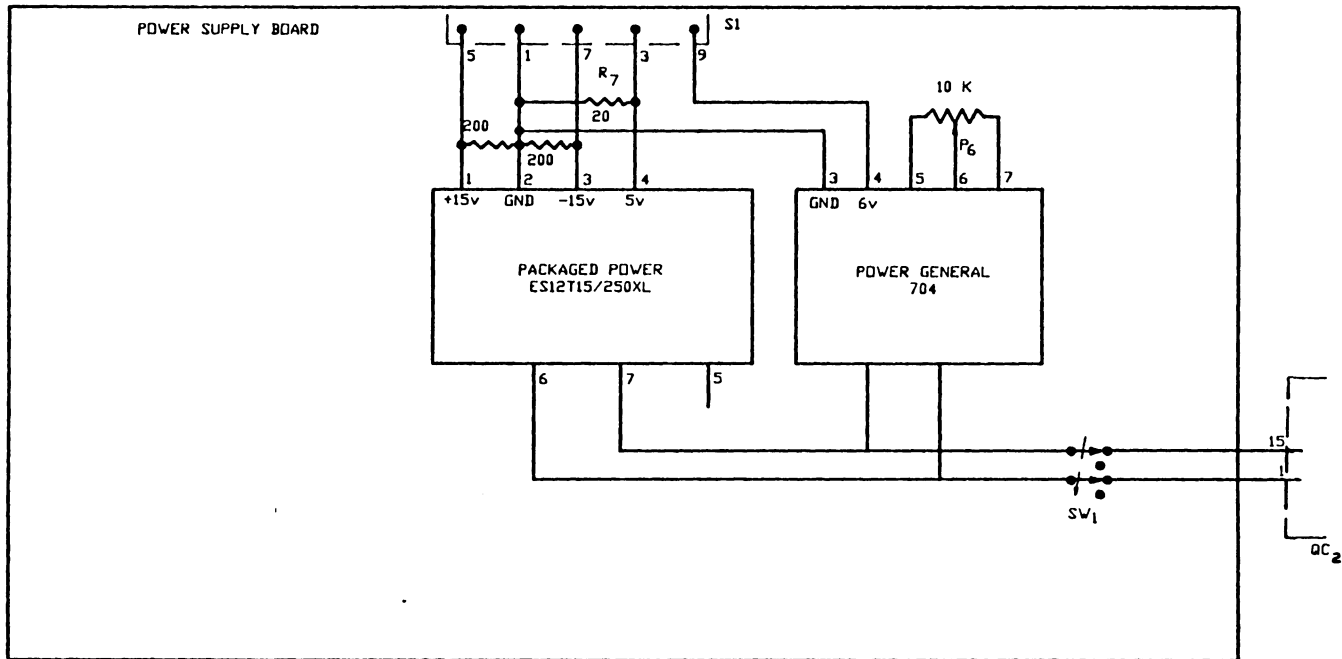 POWER SUPPLY BOARD
S1
5 1 7 3 9
R7
20
10 K
P6
200
200
1 2 3 4
3 4 5 6 7
+15v GND -15v 5v
GND 6v
PACKAGED POWER
ES12T15/250XL
POWER GENERAL
704
6 7 5
15
1
SW1
QC2